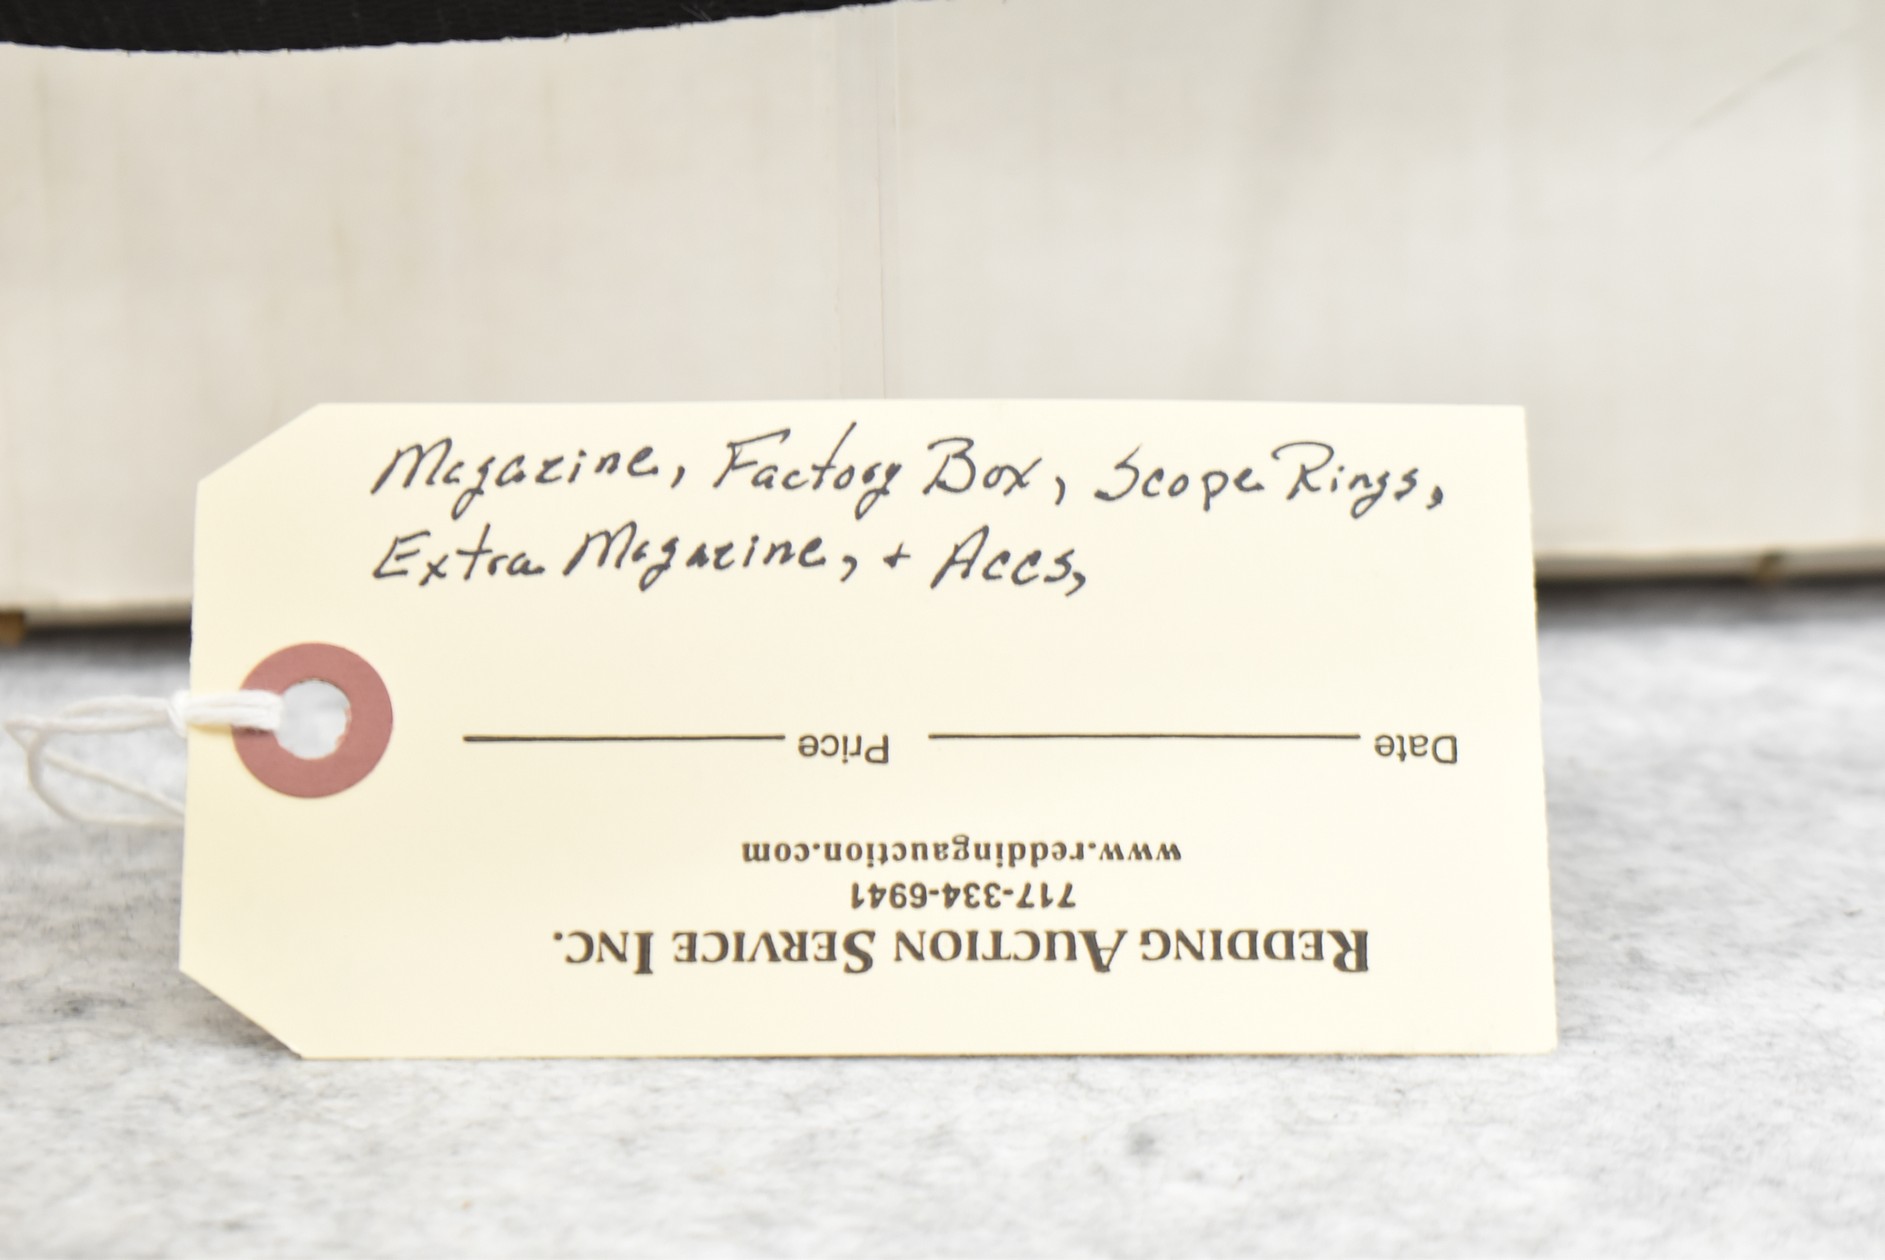 Magazine, Factory Box, Scope Rings,
Extra Magazine, + Accs,
REDDING AUCTION SERVICE INC.
717-334-6941
www.reddingauction.com
Date Price